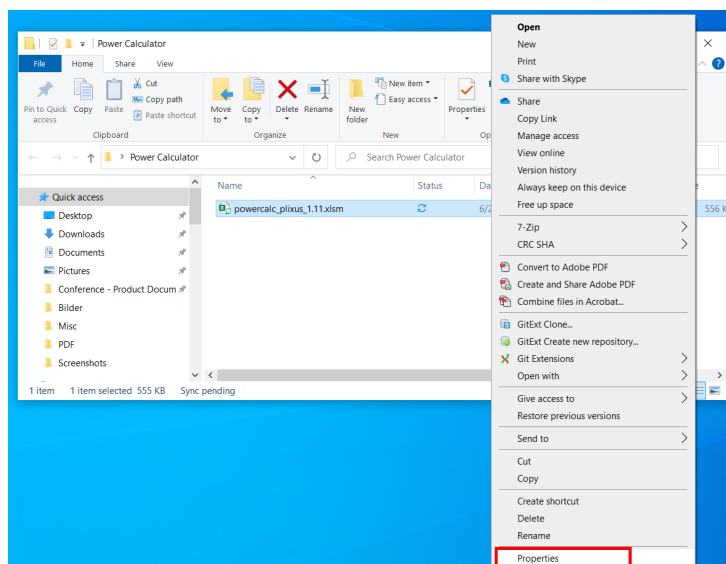 Power Calculator
File Home Share View
Pin to Quick access
Copy
Paste
Cut
Copy path
Paste shortcut
Clipboard
Move to
Copy to
Delete
Rename
Organize
New folder
New item
Easy access
New
Properties
Op
Power Calculator
Search Power Calculator
Name Status Da
Quick access
Desktop
Downloads
Documents
Pictures
Conference - Product Docum
Bilder
Misc
PDF
Screenshots
powercalc_plixus_1.11.xlsm 6/2 556 K
1 item 1 item selected 555 KB Sync pending
Open
New
Print
Share with Skype
Share
Copy Link
Manage access
View online
Version history
Always keep on this device
Free up space
7-Zip
CRC SHA
Convert to Adobe PDF
Create and Share Adobe PDF
Combine files in Acrobat...
GitExt Clone...
GitExt Create new repository...
Git Extensions
Open with
Give access to
Restore previous versions
Send to
Cut
Copy
Create shortcut
Delete
Rename
Properties